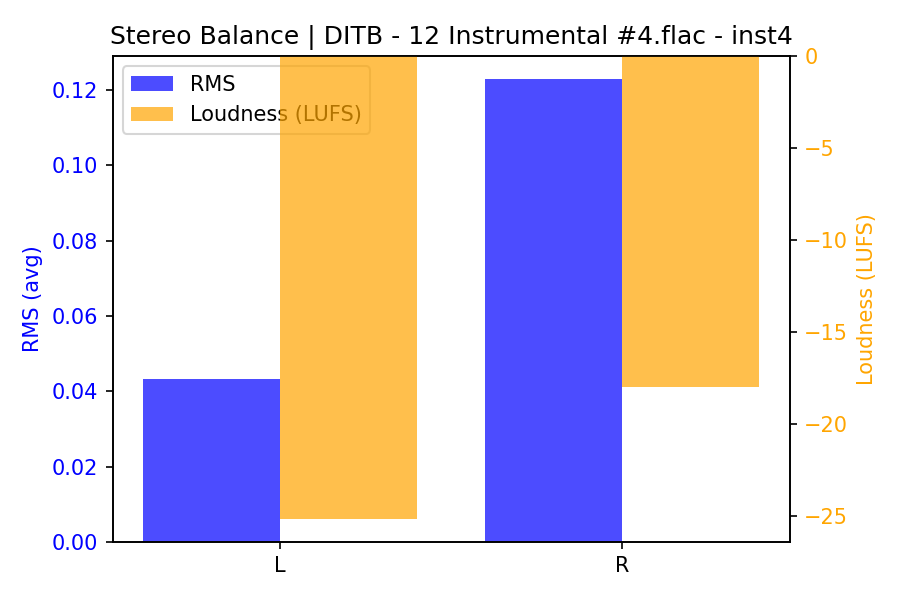 Stereo Balance | DITB - 12 Instrumental #4.flac - inst4
RMS
Loudness (LUFS)
RMS (avg)
0.12
0.10
0.08
0.06
0.04
0.02
0.00
0
−5
−10
−15
−20
−25
Loudness (LUFS)
L
R